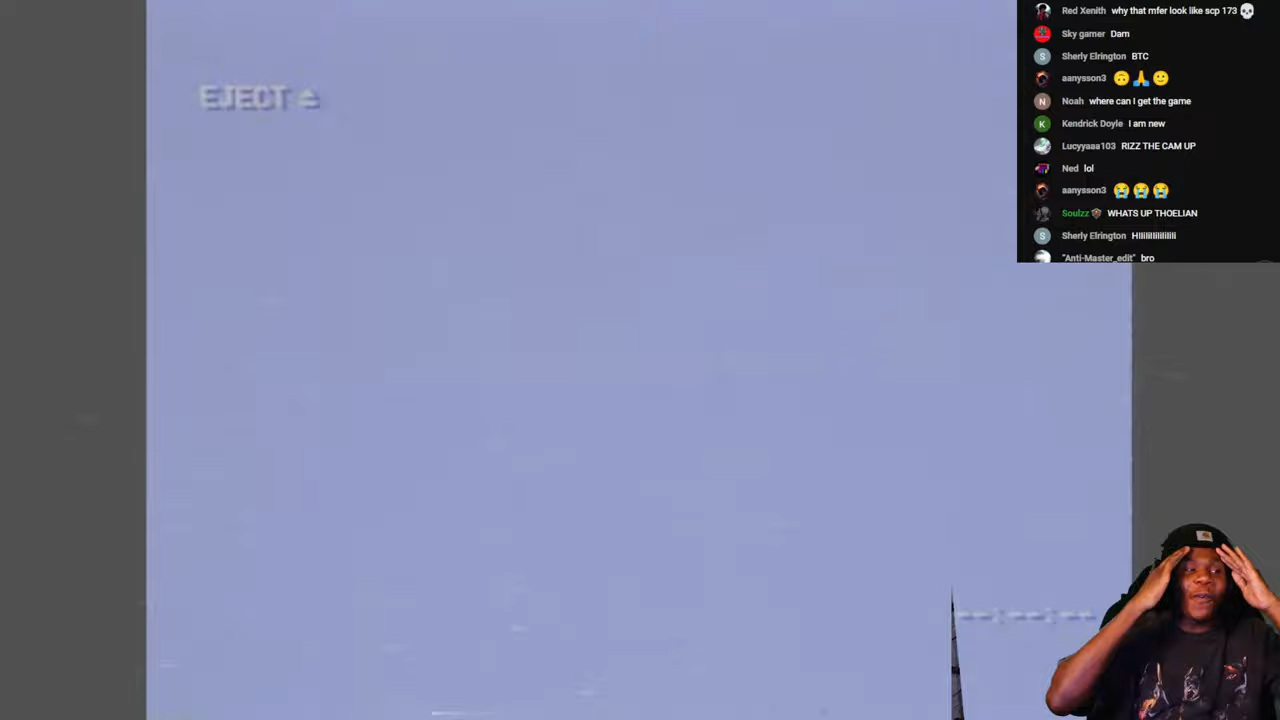 EJECT ⏏
Red Xenith why that mfer look like scp 173 💀
Sky gamer Dam
S Sherly Elrington BTC
aanysson3 🙃🙏🙂
N Noah where can I get the game
K Kendrick Doyle I am new
Lucyyaaa103 RIZZ THE CAM UP
Ned lol
aanysson3 😭😭😭
Soulzz WHATS UP THOELIAN
S Sherly Elrington
"Anti-Master_edit" bro
--:--:--